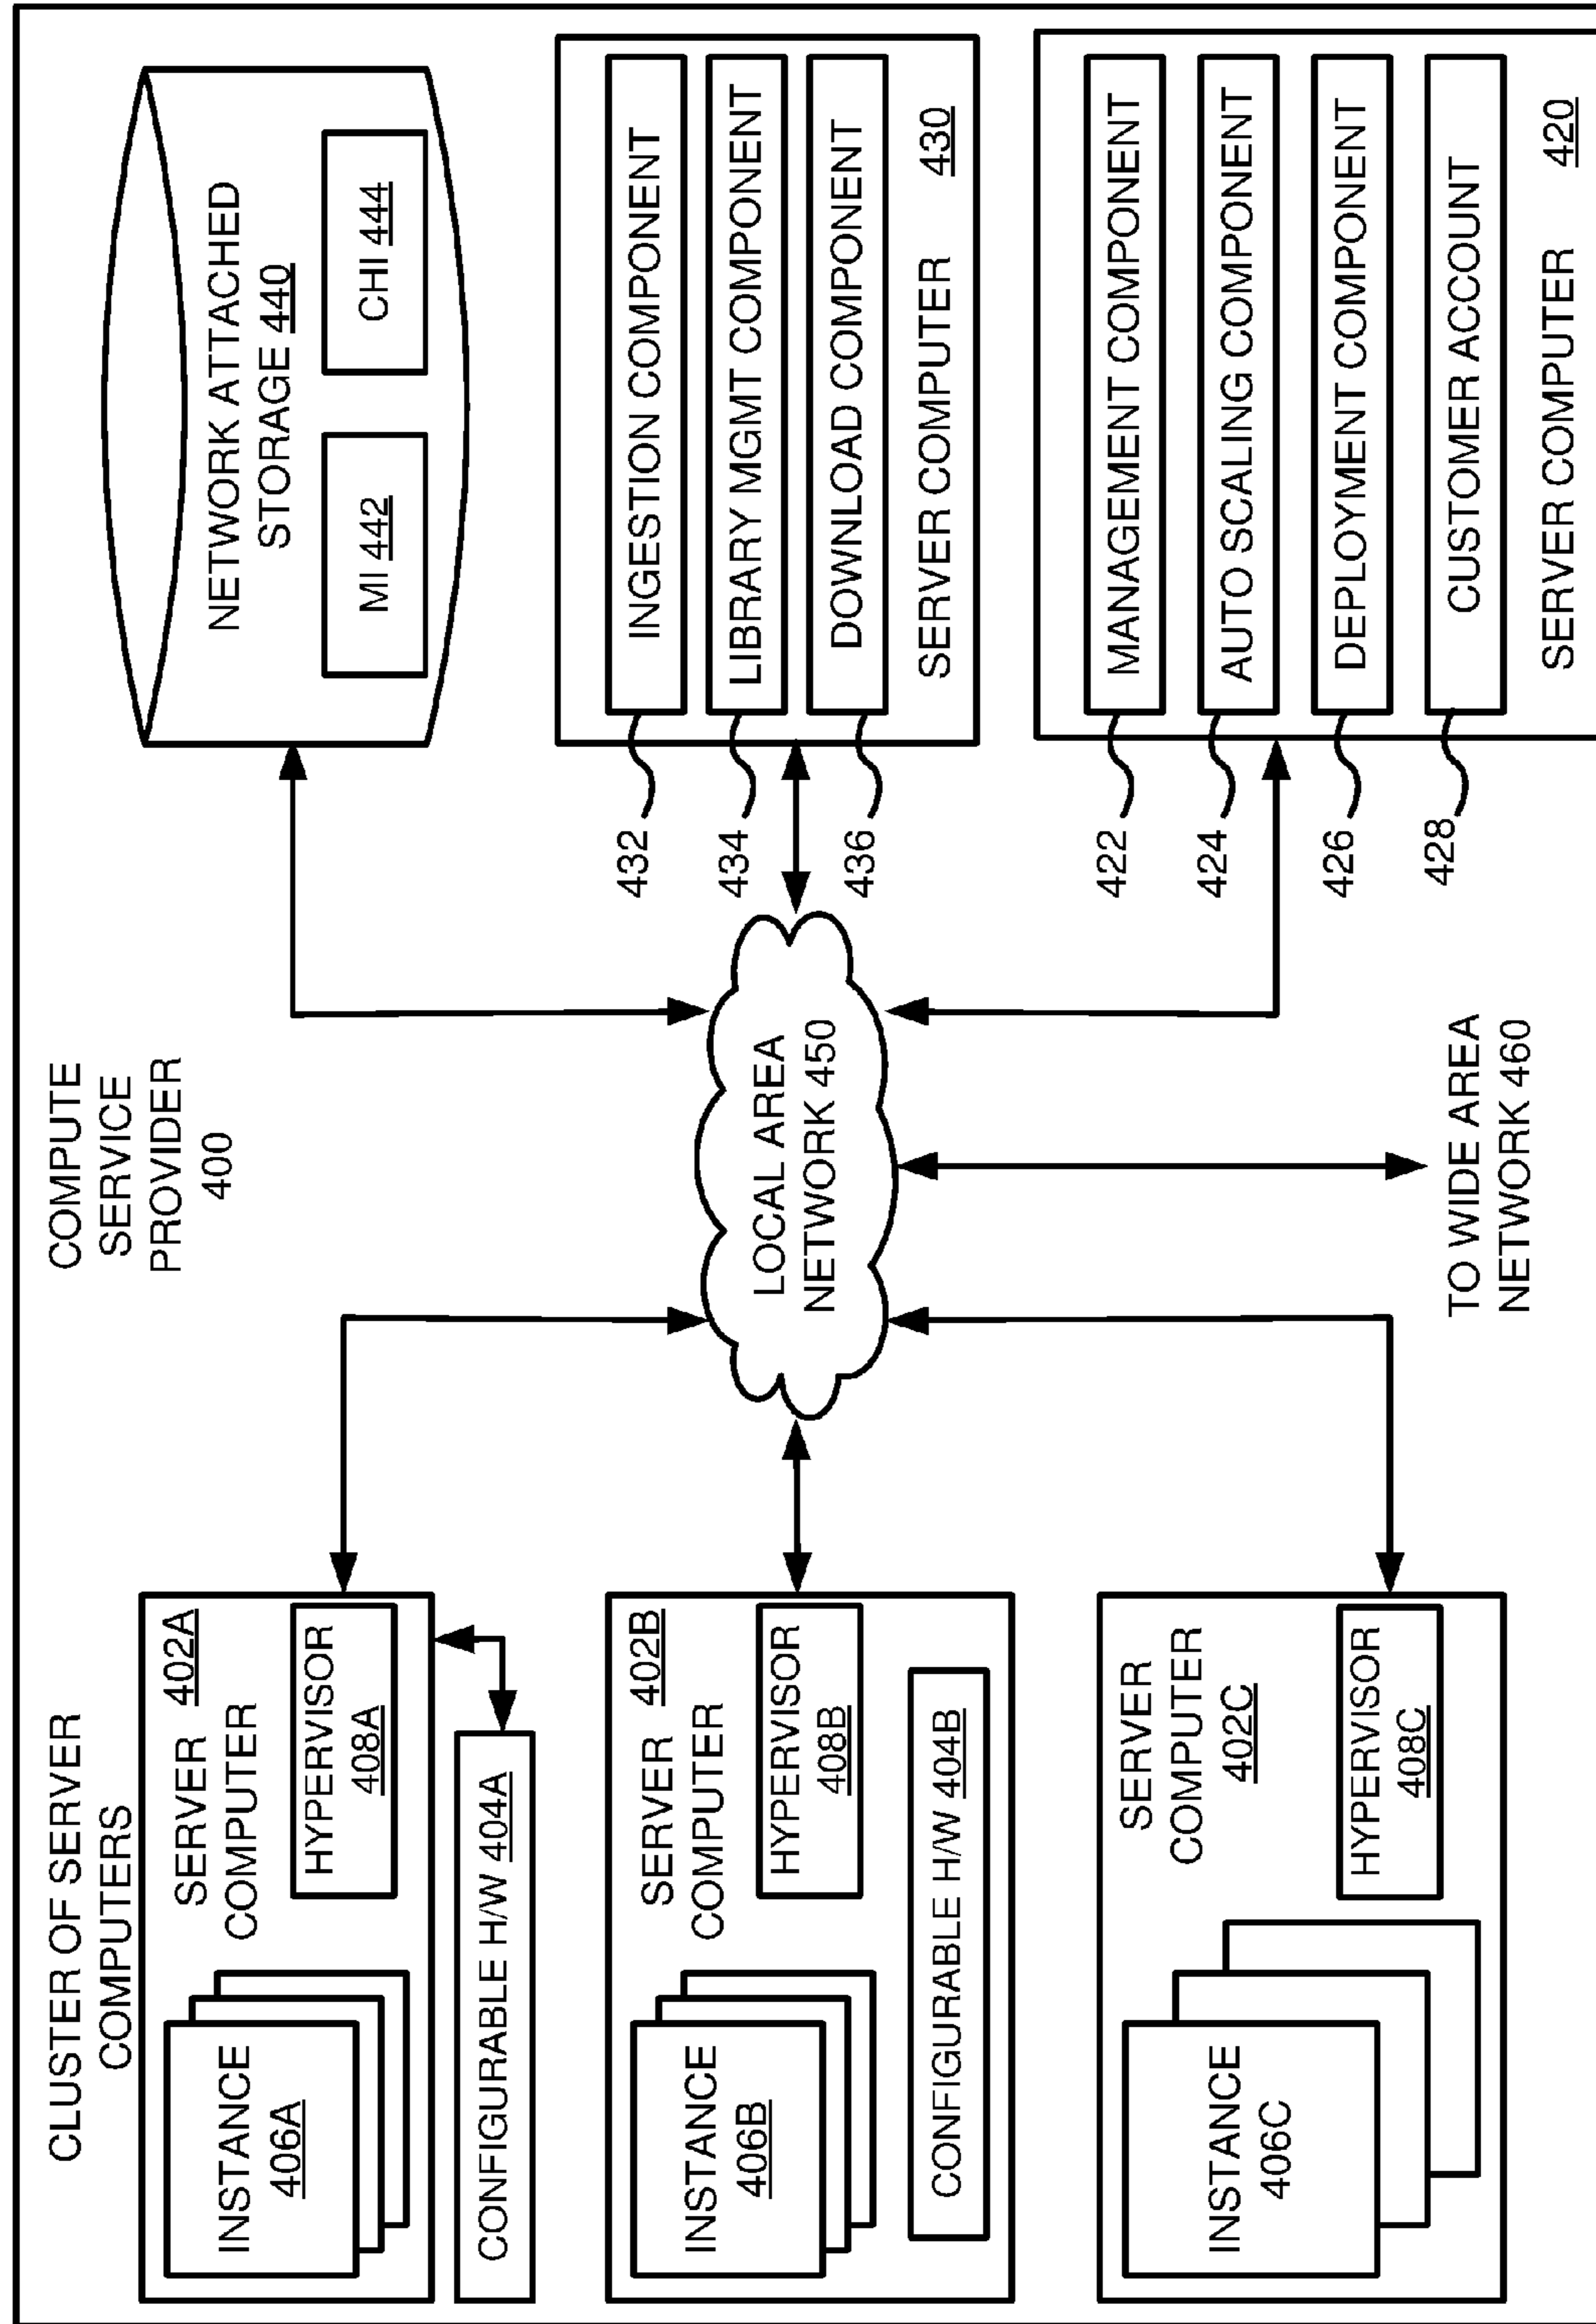 COMPUTE
SERVICE
PROVIDER
400
CLUSTER OF SERVER
COMPUTERS
SERVER 402A
COMPUTER
HYPERVISOR
408A
INSTANCE
406A
CONFIGURABLE H/W 404A
SERVER 402B
COMPUTER
HYPERVISOR
408B
INSTANCE
406B
CONFIGURABLE H/W 404B
SERVER
COMPUTER
402C
HYPERVISOR
408C
INSTANCE
406C
LOCAL AREA
NETWORK 450
TO WIDE AREA
NETWORK 460
NETWORK ATTACHED
STORAGE 440
MI 442
CHI 444
432
INGESTION COMPONENT
434
LIBRARY MGMT COMPONENT
436
DOWNLOAD COMPONENT
SERVER COMPUTER 430
422
MANAGEMENT COMPONENT
424
AUTO SCALING COMPONENT
426
DEPLOYMENT COMPONENT
428
CUSTOMER ACCOUNT
SERVER COMPUTER 420